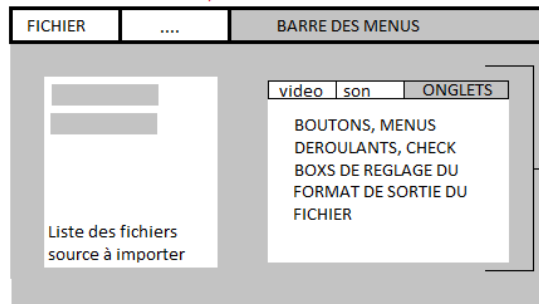 FICHIER .... BARRE DES MENUS
video son ONGLETS
BOUTONS, MENUS
DEROULANTS, CHECK
BOXS DE REGLAGE DU
FORMAT DE SORTIE DU
FICHIER
Liste des fichiers
source à importer